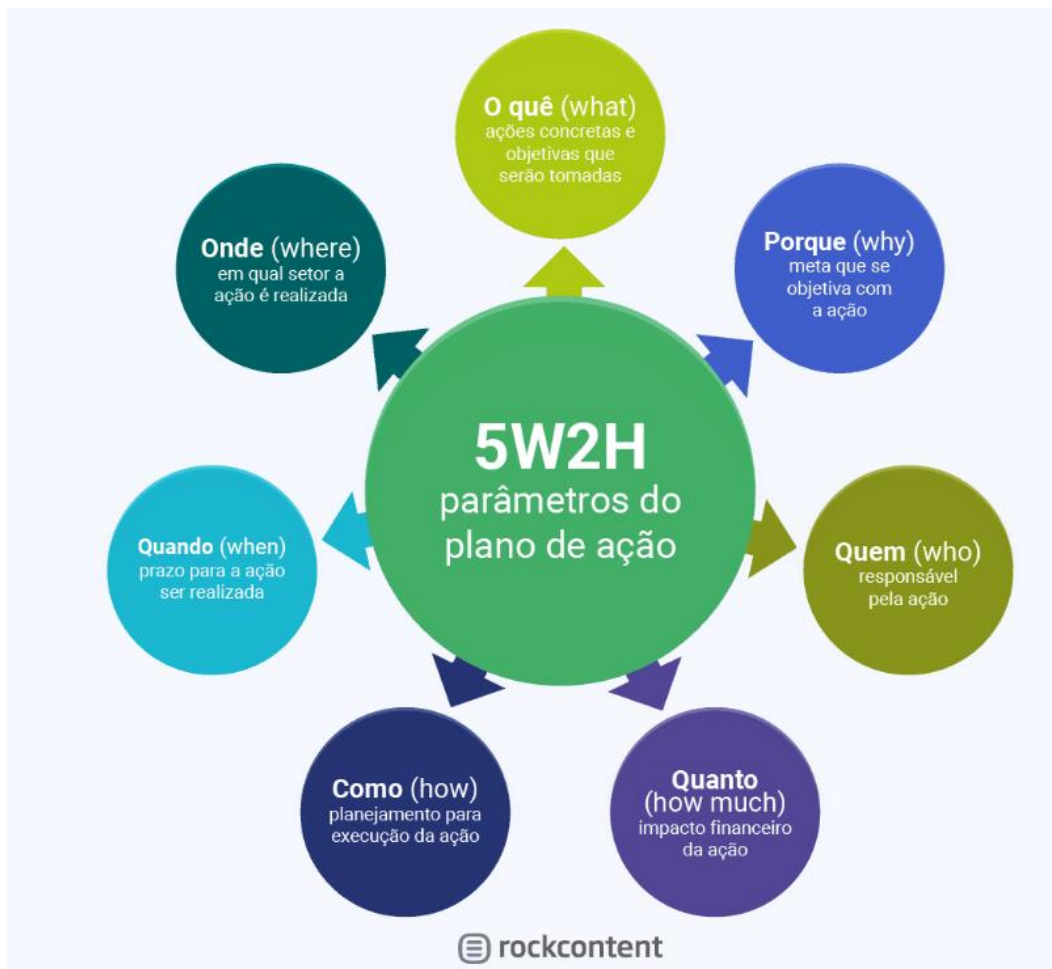 O quê (what)
ações concretas e
objetivas que
serão tomadas
Onde (where)
em qual setor a
ação é realizada
Porque (why)
meta que se
objetiva com
a ação
5W2H
parâmetros do
plano de ação
Quando (when)
prazo para a ação
ser realizada
Quem (who)
responsável
pela ação
Como (how)
planejamento para
execução da ação
Quanto
(how much)
impacto financeiro
da ação
rockcontent